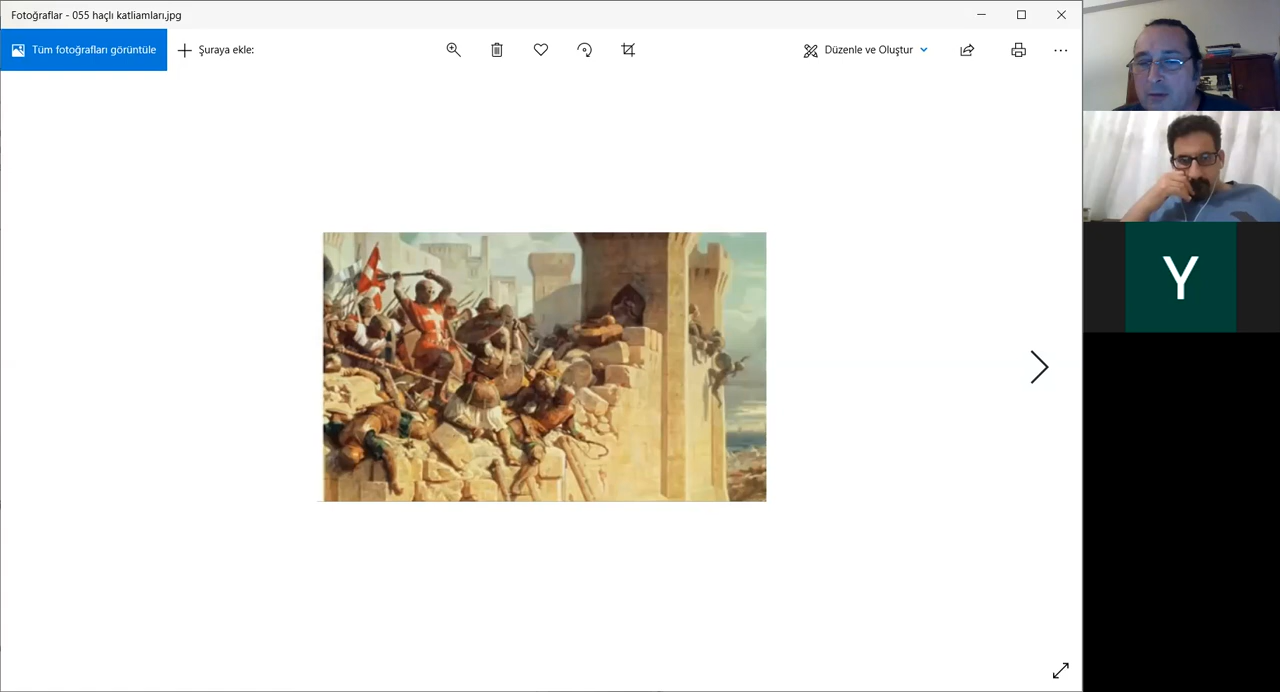 Fotoğraflar - 055 haçlı katliamları.jpg
Tüm fotoğrafları görüntüle
Şuraya ekle:
Düzenle ve Oluştur
Y